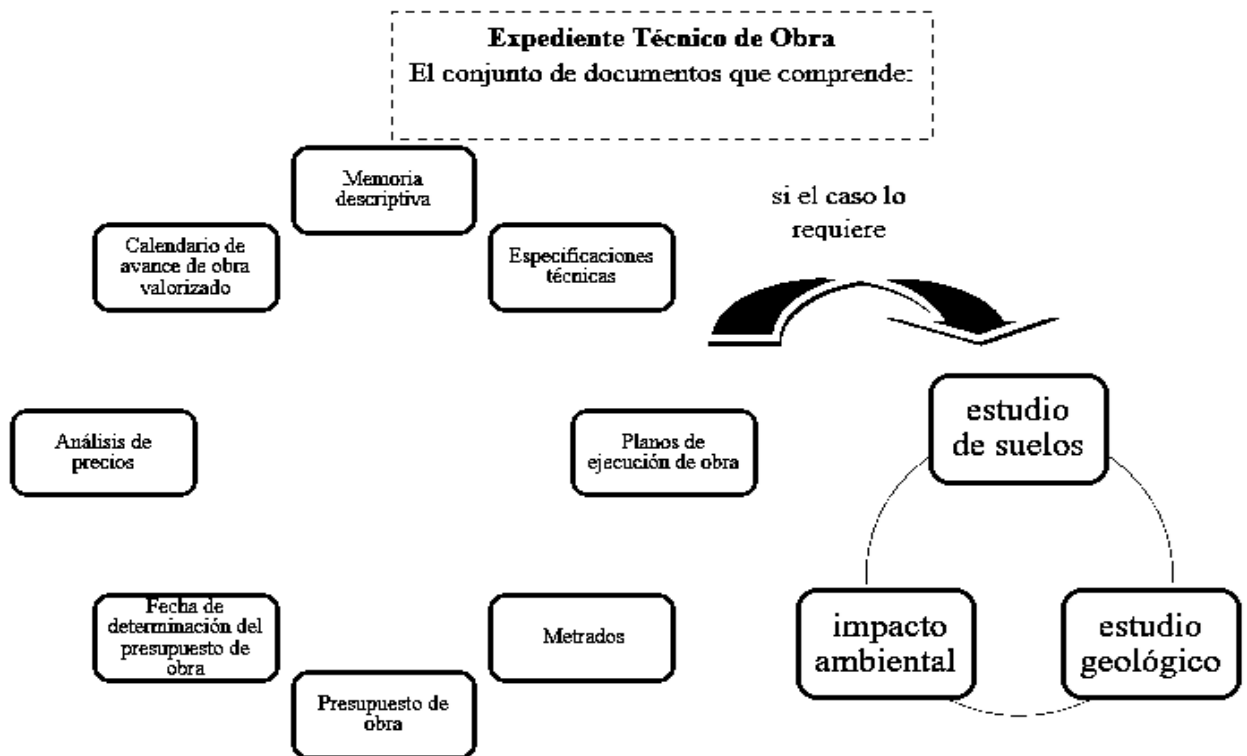 Expediente Técnico de Obra
El conjunto de documentos que comprende:
Memoria
descriptiva
si el caso lo
requiere
Calendario de
avance de obra
valorizado
Especificaciones
técnicas
estudio
de suelos
Análisis de
precios
Planos de
ejecución de obra
Fecha de
determinación del
presupuesto de
obra
Metrados
impacto
ambiental
estudio
geológico
Presupuesto de
obra